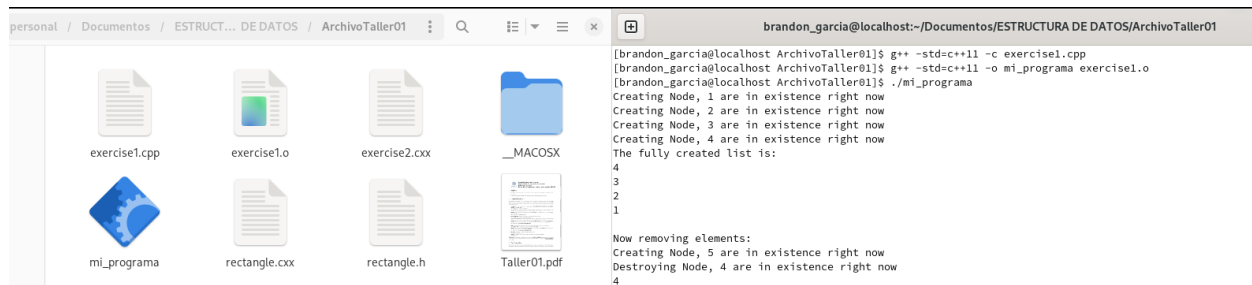 personal / Documentos / ESTRUCT... DE DATOS / ArchivoTaller01
exercise1.cpp
exercise1.o
exercise2.cxx
__MACOSX
mi_programa
rectangle.cxx
rectangle.h
Taller01.pdf
brandon_garcia@localhost:~/Documentos/ESTRUCTURA DE DATOS/ArchivoTaller01
[brandon_garcia@localhost ArchivoTaller01]$ g++ -std=c++11 -c exercise1.cpp
[brandon_garcia@localhost ArchivoTaller01]$ g++ -std=c++11 -o mi_programa exercise1.o
[brandon_garcia@localhost ArchivoTaller01]$ ./mi_programa
Creating Node, 1 are in existence right now
Creating Node, 2 are in existence right now
Creating Node, 3 are in existence right now
Creating Node, 4 are in existence right now
The fully created list is:
4
3
2
1
Now removing elements:
Creating Node, 5 are in existence right now
Destroying Node, 4 are in existence right now
4